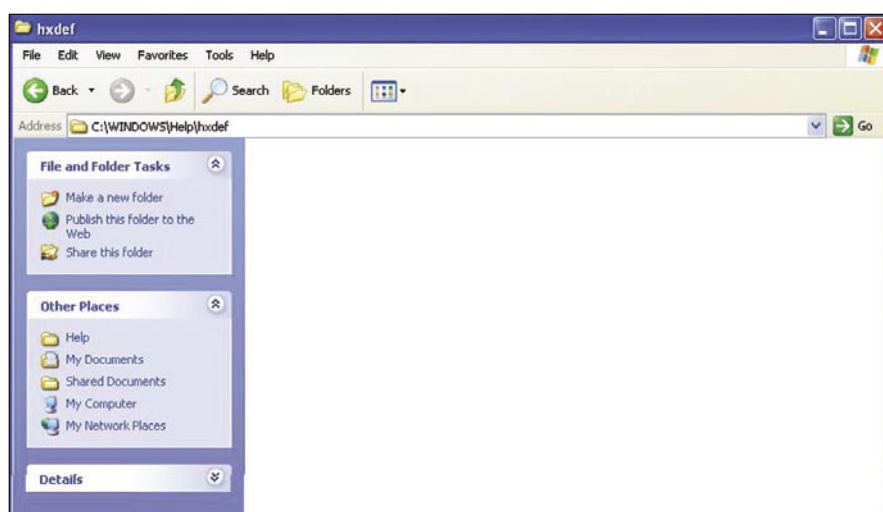 hxdef
File Edit View Favorites Tools Help
Back Search Folders
Address C:\WINDOWS\Help\hxdef Go
File and Folder Tasks
Make a new folder
Publish this folder to the
Web
Share this folder
Other Places
Help
My Documents
Shared Documents
My Computer
My Network Places
Details